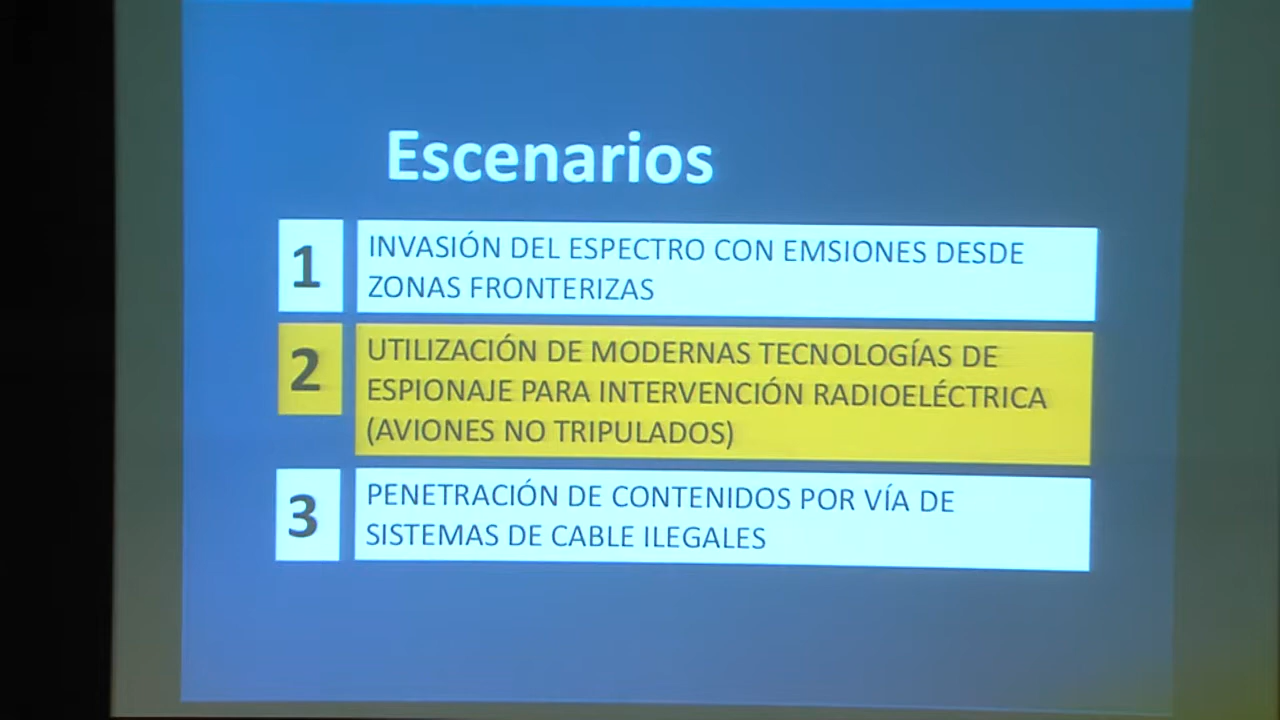 Escenarios
1
INVASIÓN DEL ESPECTRO CON EMSIONES DESDE
ZONAS FRONTERIZAS
2
UTILIZACIÓN DE MODERNAS TECNOLOGÍAS DE
ESPIONAJE PARA INTERVENCIÓN RADIOELÉCTRICA
(AVIONES NO TRIPULADOS)
3
PENETRACIÓN DE CONTENIDOS POR VÍA DE
SISTEMAS DE CABLE ILEGALES